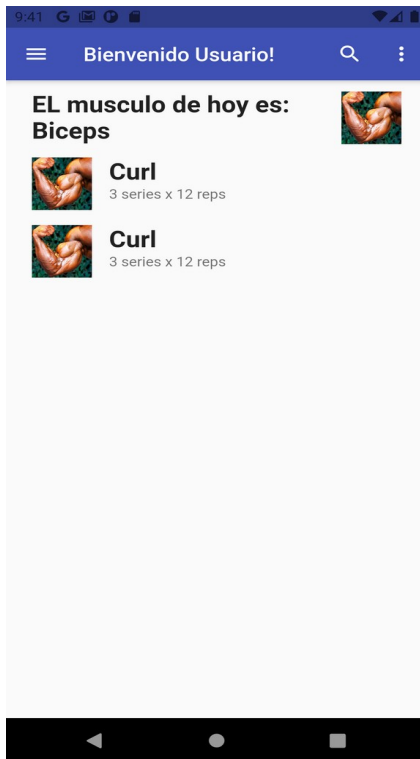 9:41 G
Bienvenido Usuario!
EL musculo de hoy es:
Biceps
Curl
3 series x 12 reps
Curl
3 series x 12 reps